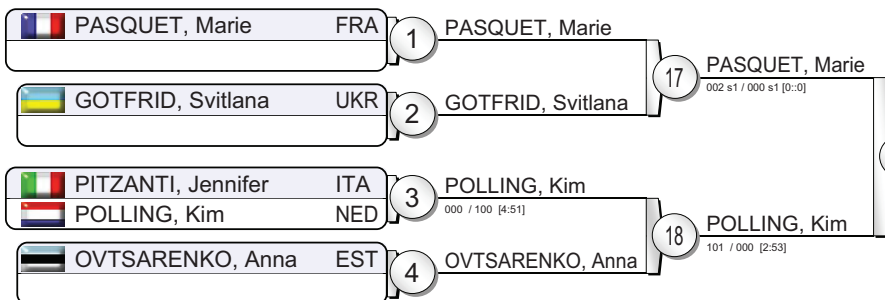 PASQUET, Marie FRA
1
PASQUET, Marie
GOTFRID, Svitlana UKR
2
GOTFRID, Svitlana
17
PASQUET, Marie
002 s1 / 000 s1 [0::0]
PITZANTI, Jennifer ITA
POLLING, Kim NED
3
POLLING, Kim
000 / 100 [4:51]
OVTSARENKO, Anna EST
4
OVTSARENKO, Anna
18
POLLING, Kim
101 / 000 [2:53]